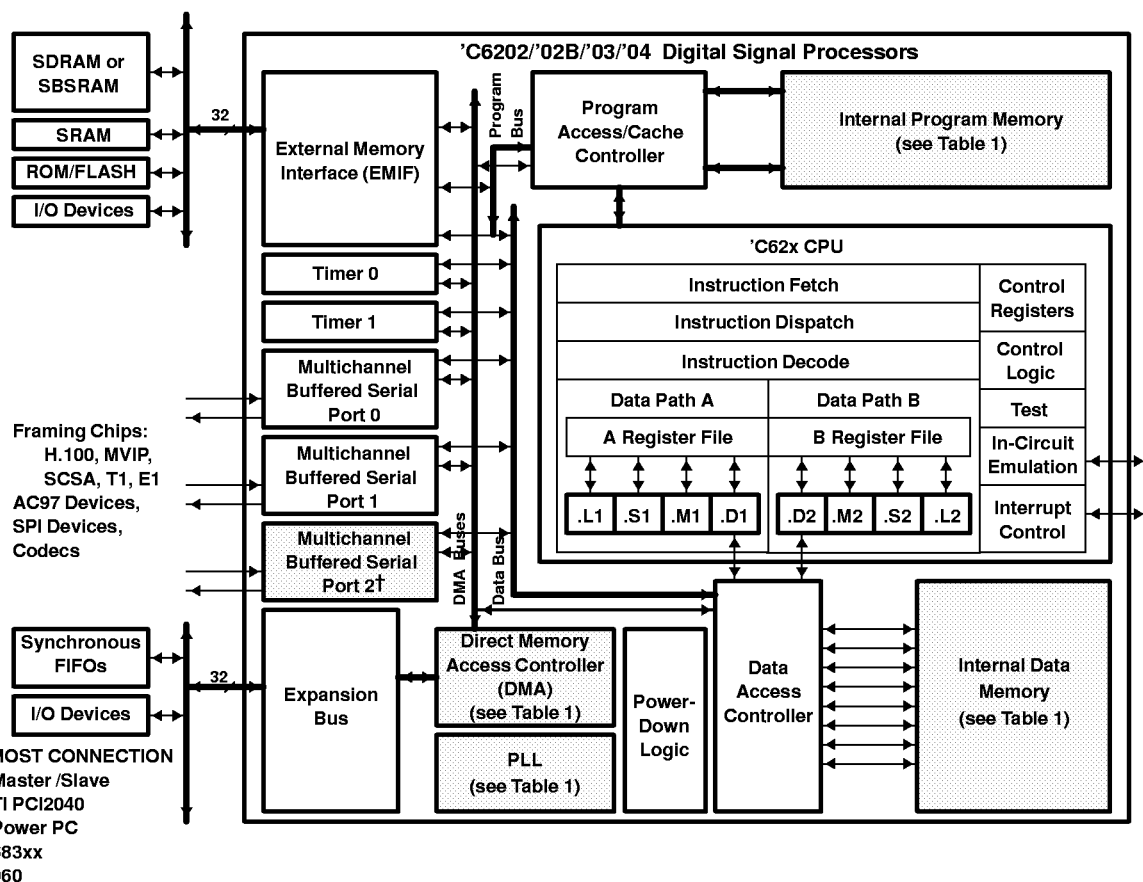 'C6202/'02B/'03/'04 Digital Signal Processors
SDRAM or
SBSRAM
SRAM
ROM/FLASH
I/O Devices
32
External Memory
Interface (EMIF)
Program
Bus
Program
Access/Cache
Controller
Internal Program Memory
(see Table 1)
Timer 0
Timer 1
Multichannel
Buffered Serial
Port 0
Multichannel
Buffered Serial
Port 1
Multichannel
Buffered Serial
Port 2†
Framing Chips:
H.100, MVIP,
SCSA, T1, E1
AC97 Devices,
SPI Devices,
Codecs
DMA Buses
Data Bus
'C62x CPU
Instruction Fetch
Instruction Dispatch
Instruction Decode
Control
Registers
Control
Logic
Test
In-Circuit
Emulation
Interrupt
Control
Data Path A
Data Path B
A Register File
B Register File
.L1 .S1 .M1 .D1
.D2 .M2 .S2 .L2
Synchronous
FIFOs
I/O Devices
32
Expansion
Bus
Direct Memory
Access Controller
(DMA)
(see Table 1)
PLL
(see Table 1)
Power-
Down
Logic
Data
Access
Controller
Internal Data
Memory
(see Table 1)
HOST CONNECTION
Master /Slave
TI PCI2040
Power PC
683xx
960